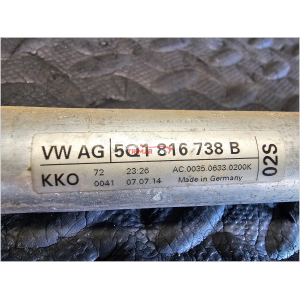 VW AG 5Q1 816 738 B
KKO 72 23:26 AC.0035.0633.0200K
0041 07.07.14 Made in Germany
02S